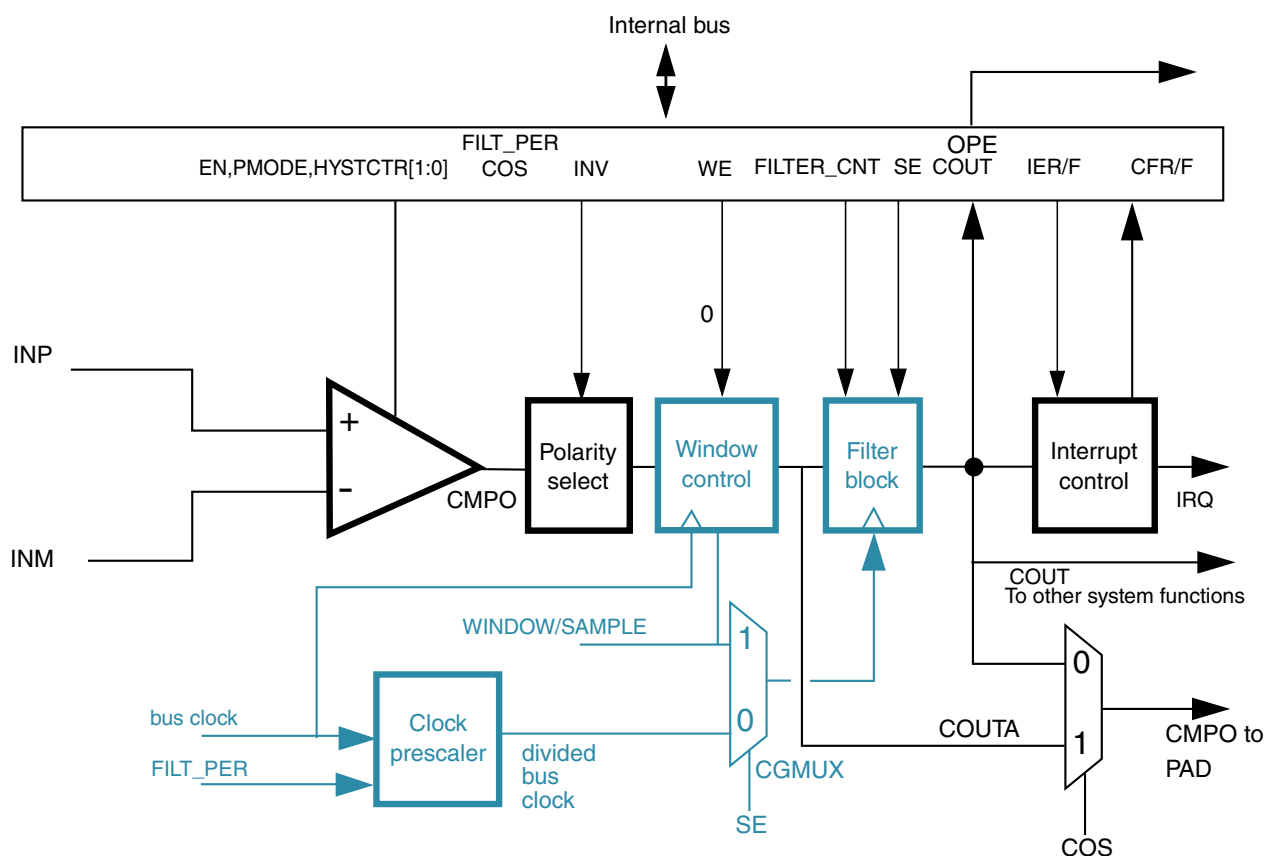 Internal bus
FILT_PER
OPE
EN,PMODE,HYSTCTR[1:0]
COS
INV
WE
FILTER_CNT
SE
COUT
IER/F
CFR/F
0
INP
+
-
INM
CMPO
Polarity
select
Window
control
Filter
block
Interrupt
control
IRQ
COUT
To other system functions
WINDOW/SAMPLE
1
0
bus clock
FILT_PER
Clock
prescaler
divided
bus
clock
CGMUX
SE
COUTA
0
1
CMPO to
PAD
COS